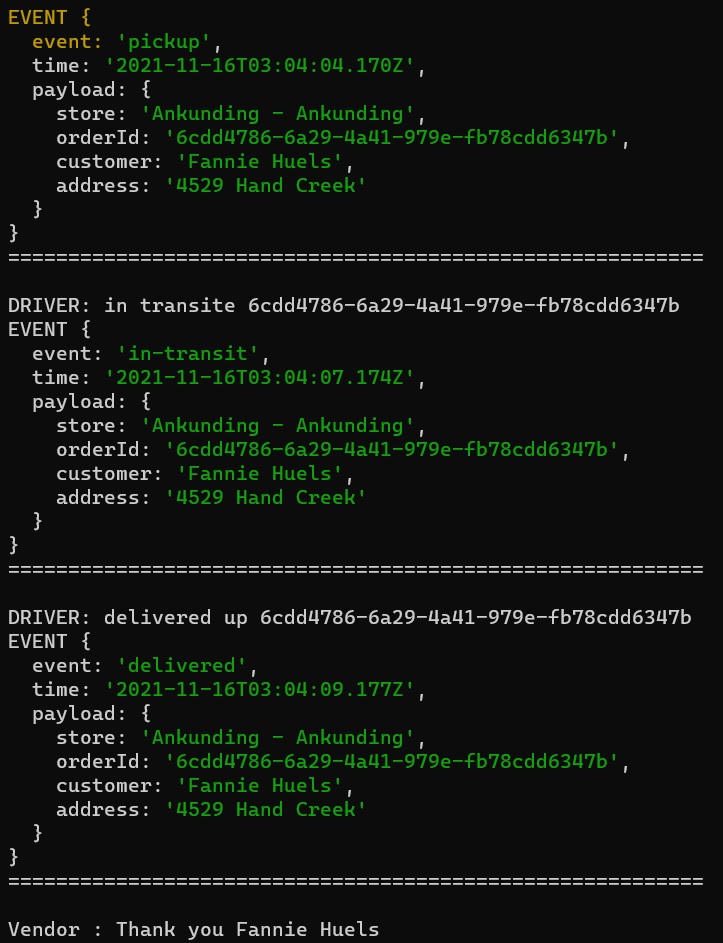 EVENT {
  event: 'pickup',
  time: '2021-11-16T03:04:04.170Z',
  payload: {
    store: 'Ankunding - Ankunding',
    orderId: '6cdd4786-6a29-4a41-979e-fb78cdd6347b',
    customer: 'Fannie Huels',
    address: '4529 Hand Creek'
  }
}
==========================================================
DRIVER: in transite 6cdd4786-6a29-4a41-979e-fb78cdd6347b
EVENT {
  event: 'in-transit',
  time: '2021-11-16T03:04:07.174Z',
  payload: {
    store: 'Ankunding - Ankunding',
    orderId: '6cdd4786-6a29-4a41-979e-fb78cdd6347b',
    customer: 'Fannie Huels',
    address: '4529 Hand Creek'
  }
}
==========================================================
DRIVER: delivered up 6cdd4786-6a29-4a41-979e-fb78cdd6347b
EVENT {
  event: 'delivered',
  time: '2021-11-16T03:04:09.177Z',
  payload: {
    store: 'Ankunding - Ankunding',
    orderId: '6cdd4786-6a29-4a41-979e-fb78cdd6347b',
    customer: 'Fannie Huels',
    address: '4529 Hand Creek'
  }
}
==========================================================
Vendor : Thank you Fannie Huels